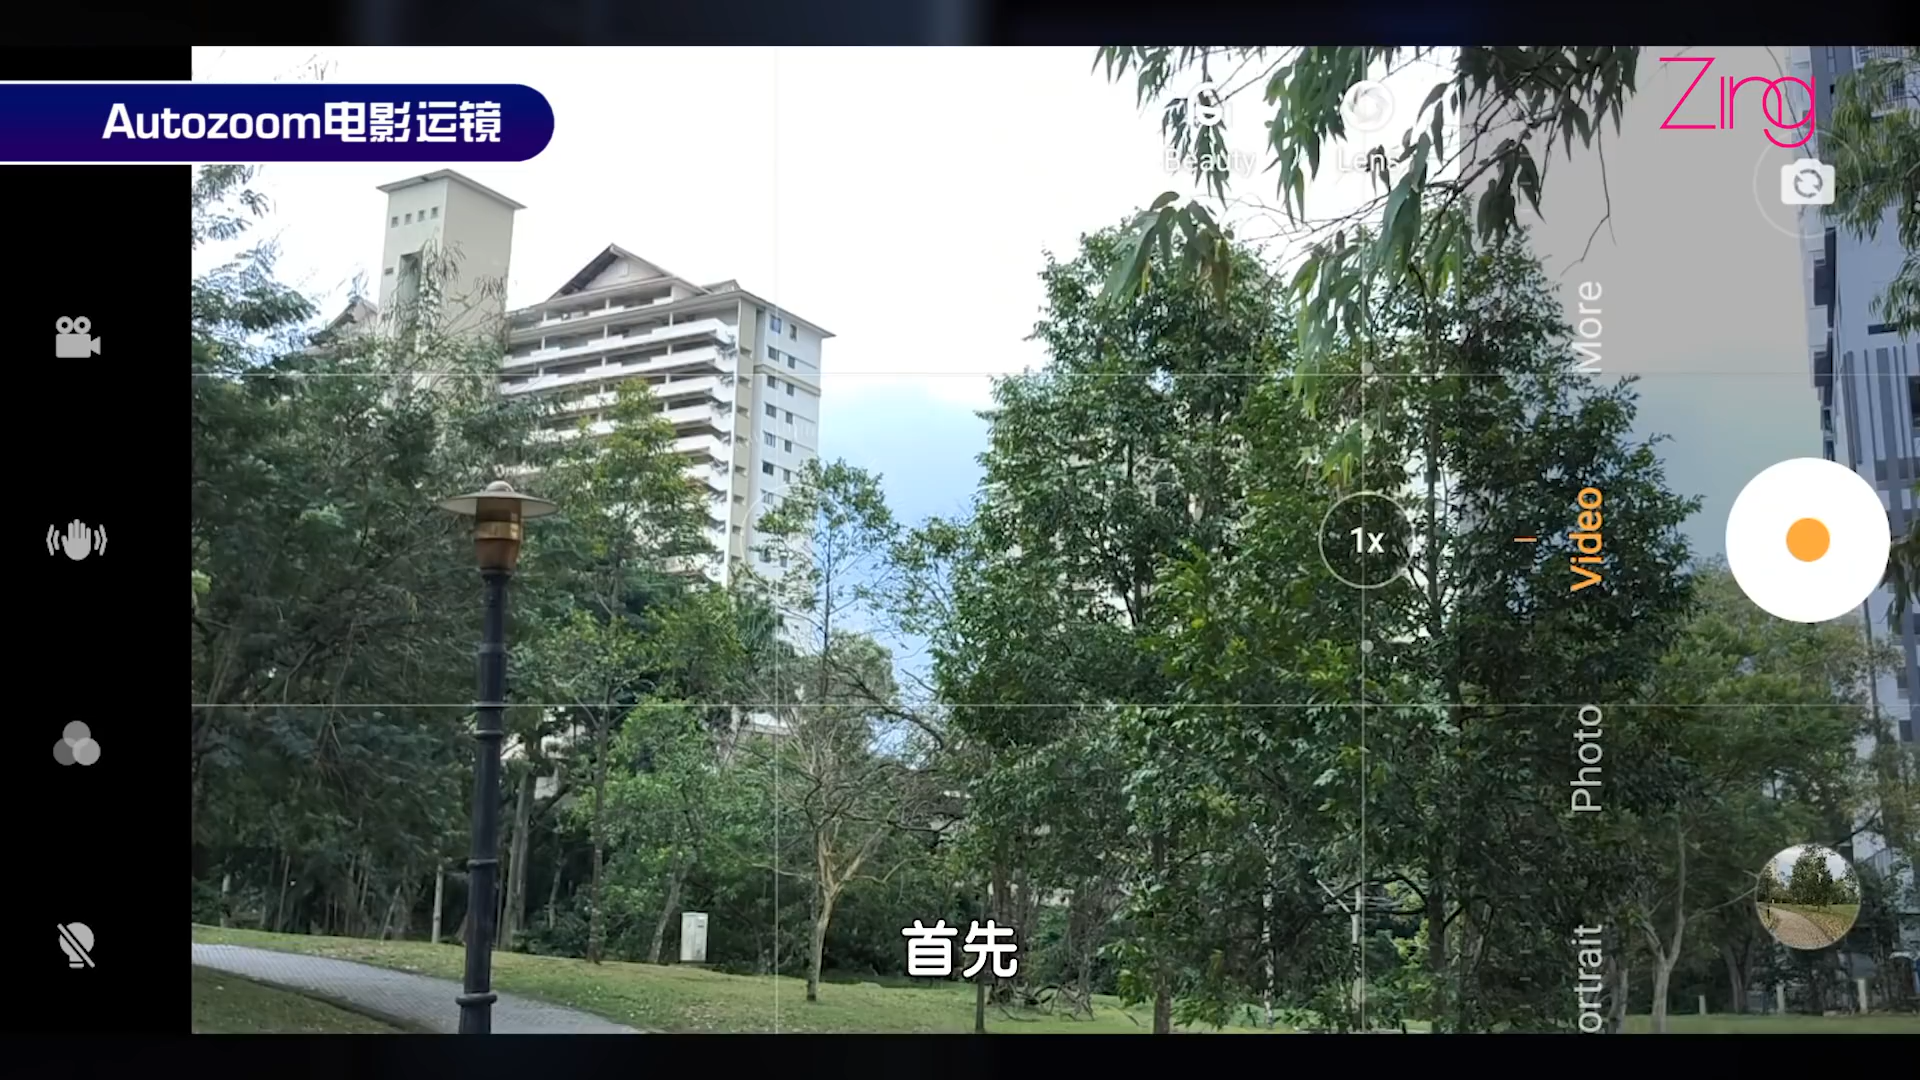 Autozoom电影运镜
Zing
Beauty
Lens
More
1x
Video
Photo
ortrait
首先